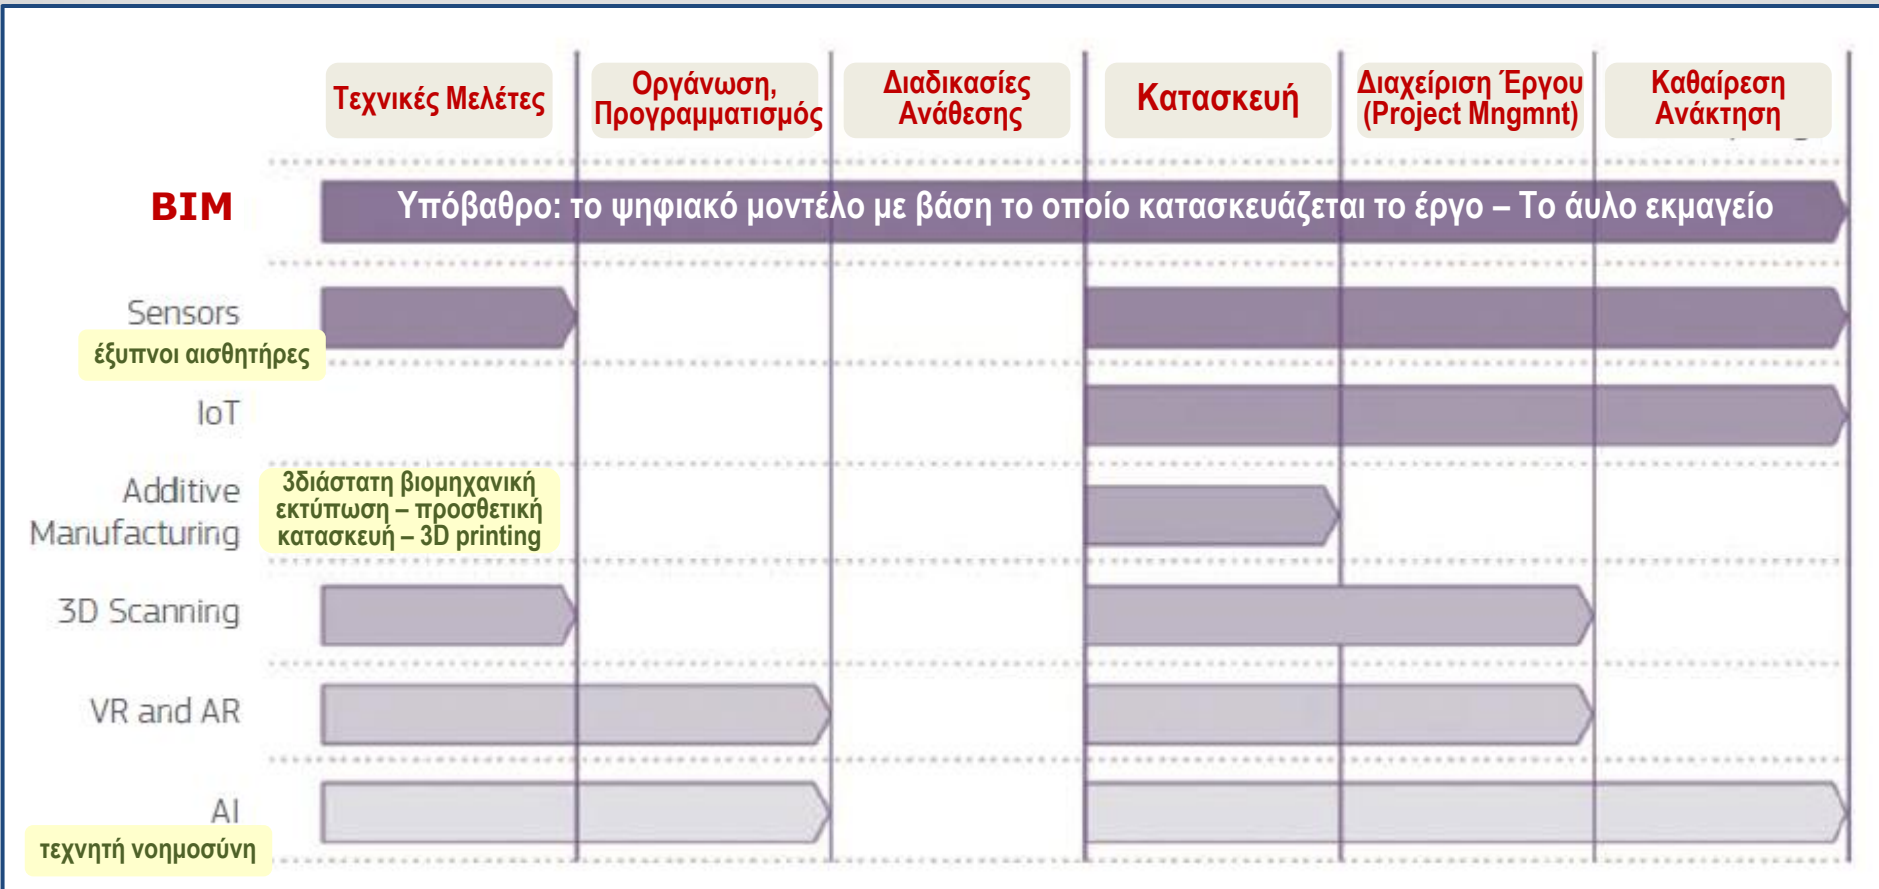 Τεχνικές Μελέτες
Οργάνωση,
Προγραμματισμός
Διαδικασίες
Ανάθεσης
Κατασκευή
Διαχείριση Έργου
(Project Mngmnt)
Καθαίρεση
Ανάκτηση
BIM
Υπόβαθρο: το ψηφιακό μοντέλο με βάση το οποίο κατασκευάζεται το έργο – Το άυλο εκμαγείο
Sensors
έξυπνοι αισθητήρες
IoT
Additive
Manufacturing
3διάστατη βιομηχανική
εκτύπωση – προσθετική
κατασκευή – 3D printing
3D Scanning
VR and AR
AI
τεχνητή νοημοσύνη